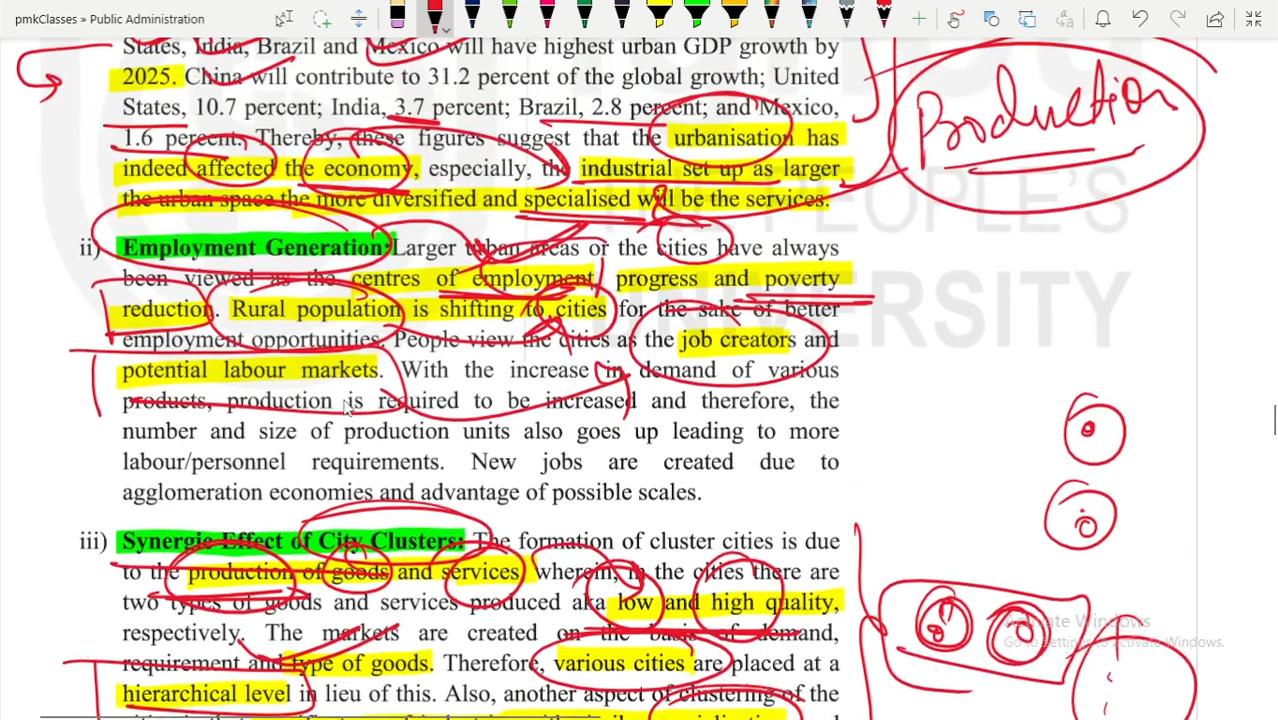 pmkClasses » Public Administration
States, India, Brazil and Mexico will have highest urban GDP growth by
2025. China will contribute to 31.2 percent of the global growth; United
States, 10.7 percent; India, 3.7 percent; Brazil, 2.8 percent; and Mexico,
1.6 percent. Thereby, these figures suggest that the urbanisation has
indeed affected the economy, especially, the industrial set up as larger
the urban space the more diversified and specialised will be the services.
Production
PEOPLE'S
UNIVERSITY
ii) Employment Generation: Larger urban areas or the cities have always
been viewed as the centres of employment, progress and poverty
reduction. Rural population is shifting to cities for the sake of better
employment opportunities. People view the cities as the job creators and
potential labour markets. With the increase in demand of various
products, production is required to be increased and therefore, the
number and size of production units also goes up leading to more
labour/personnel requirements. New jobs are created due to
agglomeration economies and advantage of possible scales.
iii) Synergic Effect of City Clusters: The formation of cluster cities is due
to the production of goods and services wherein, in the cities there are
two types of goods and services produced aka low and high quality,
respectively. The markets are created on the basis of demand,
requirement and type of goods. Therefore, various cities are placed at a
hierarchical level in lieu of this. Also, another aspect of clustering of the
Activate Windows
Go to Settings to activate Windows.